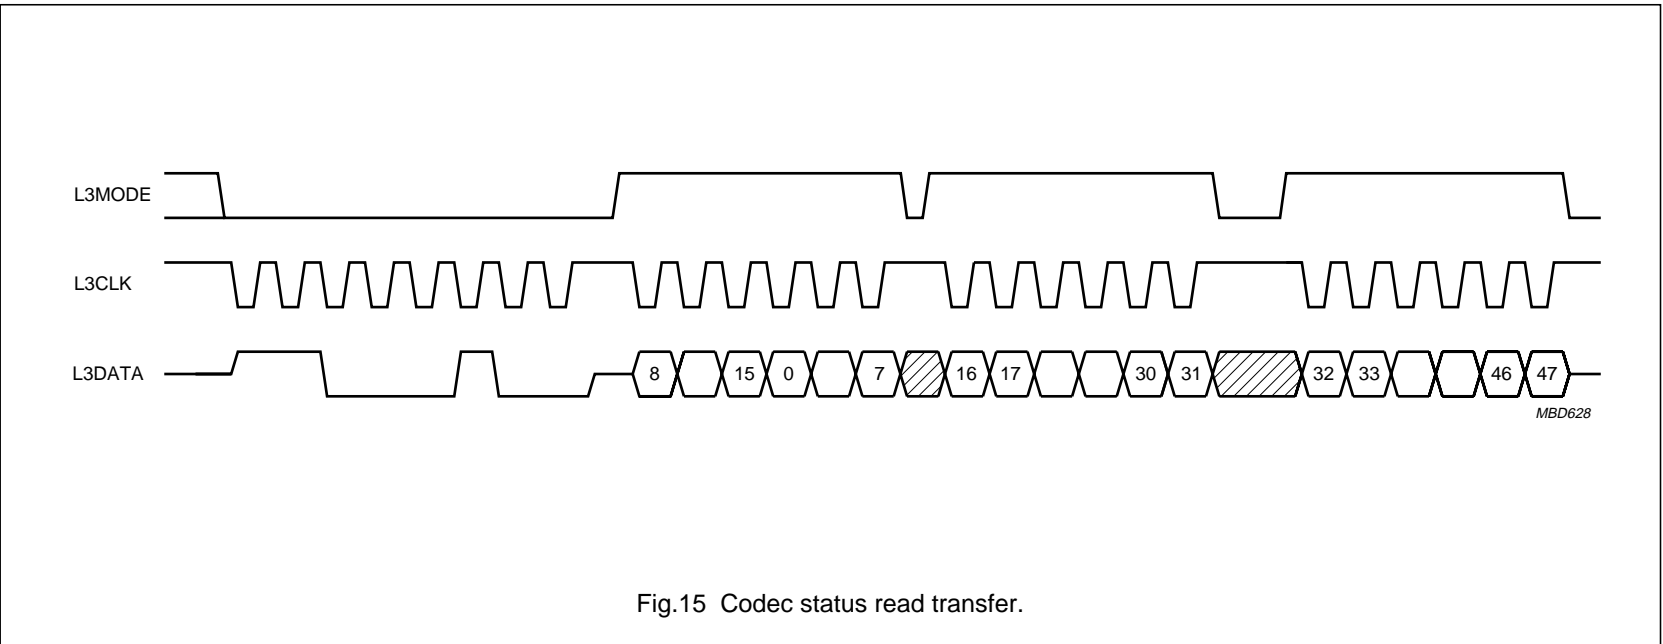 L3MODE
L3CLK
L3DATA
8 15 0 7 16 17 30 31 32 33 46 47
MBD628
Fig.15 Codec status read transfer.